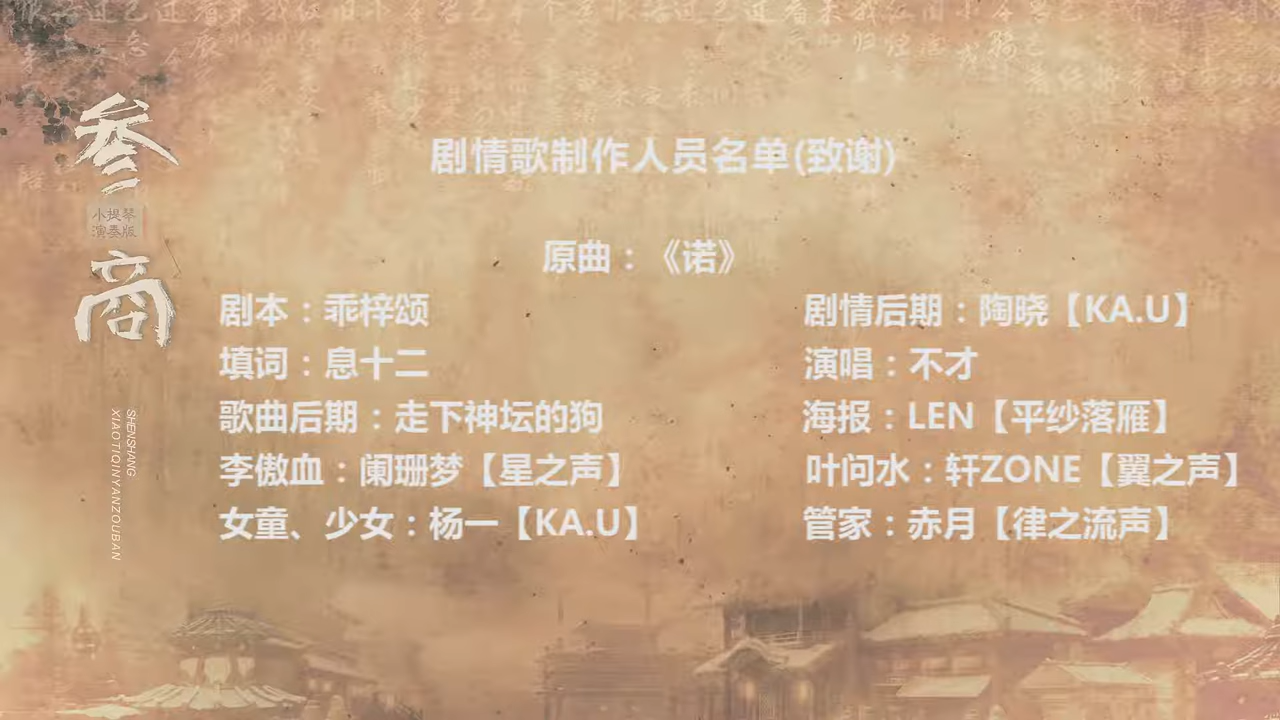 叄
小提琴
演奏版
商
SHENSHANG
XIAOTIQINYANZOUBAN
剧情歌制作人员名单(致谢)
原曲：《诺》
剧本：乖梓颂
剧情后期：陶晓【KA.U】
填词：息十二
演唱：不才
歌曲后期：走下神坛的狗
海报：LEN【平纱落雁】
李傲血：阑珊梦【星之声】
叶问水：轩ZONE【翼之声】
女童、少女：杨一【KA.U】
管家：赤月【律之流声】